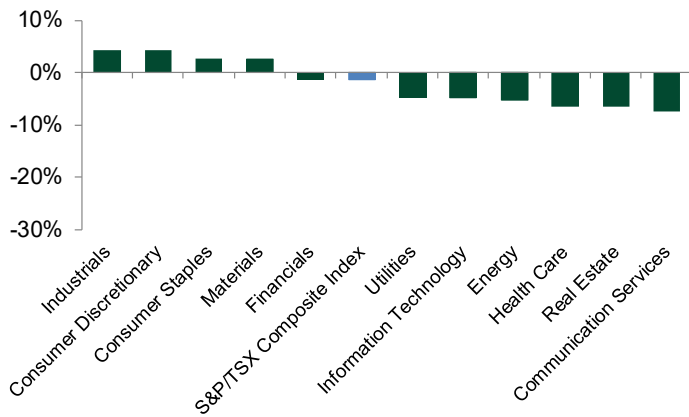 10%
0%
-10%
-20%
-30%
Industrials
Consumer Discretionary
Consumer Staples
Materials
Financials
S&P/TSX Composite Index
Utilities
Information Technology
Energy
Health Care
Real Estate
Communication Services